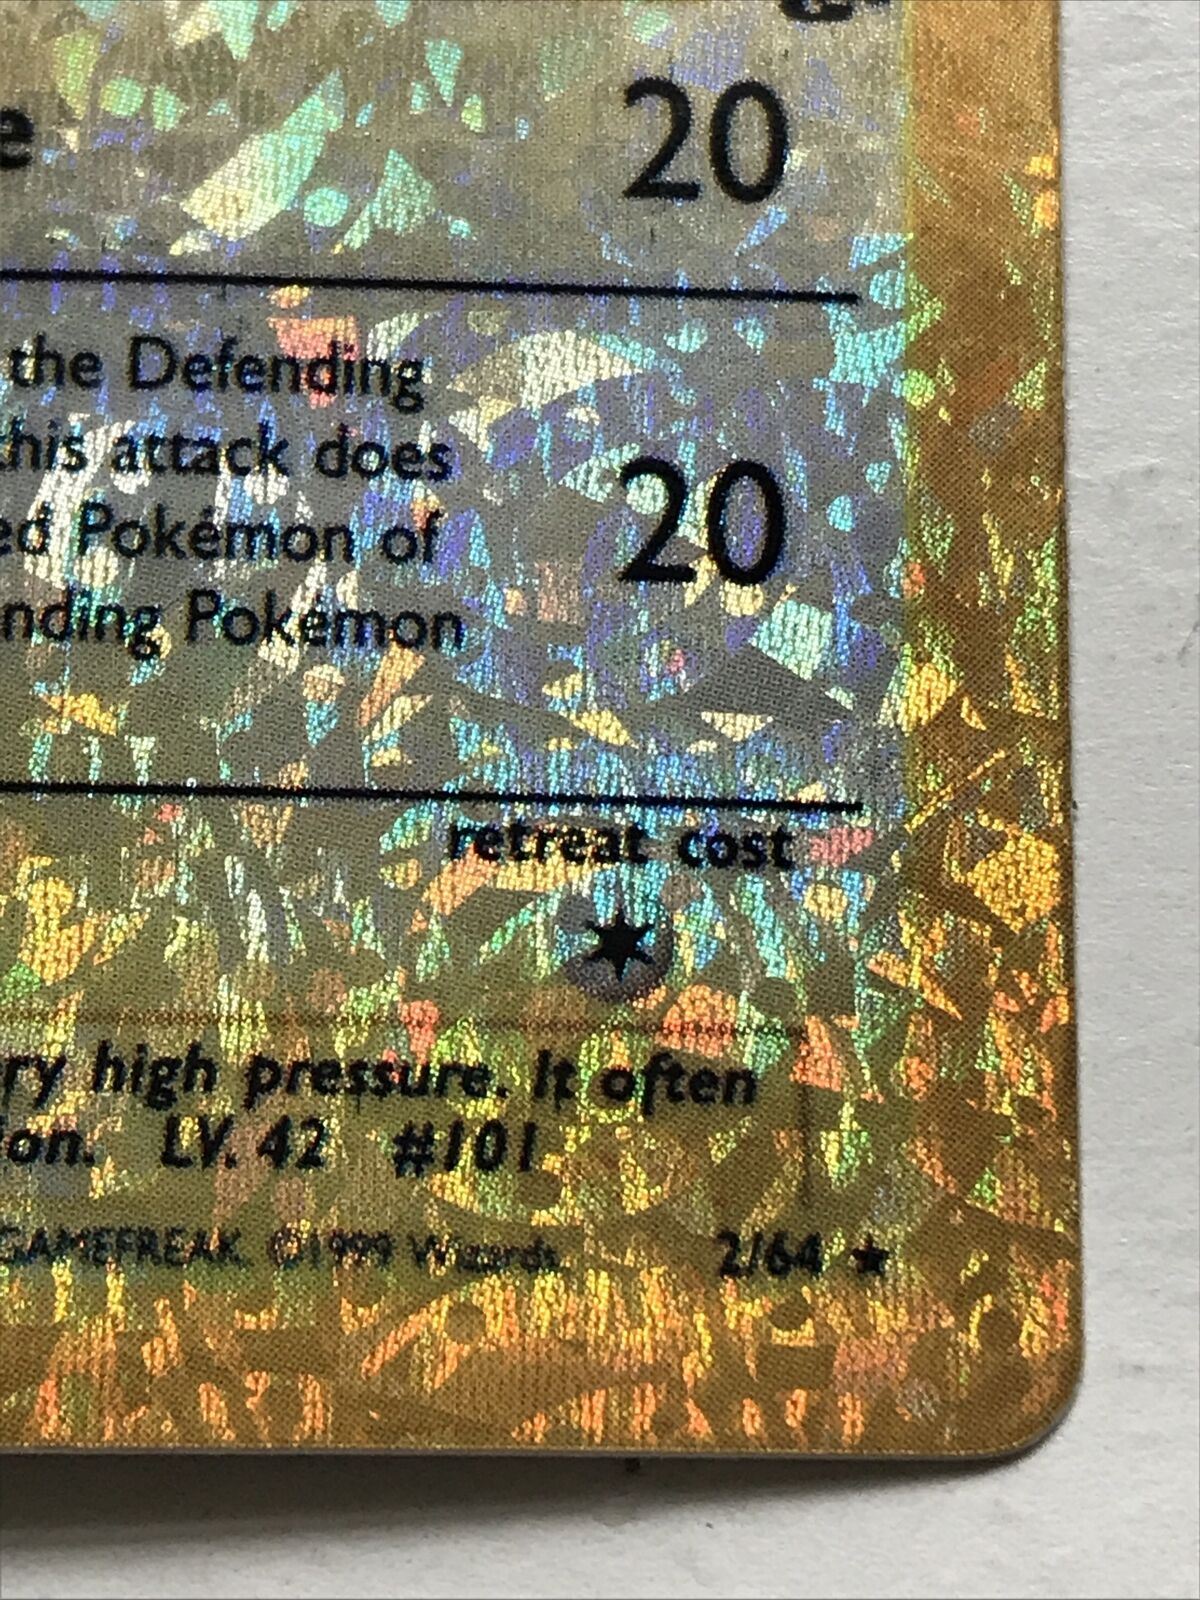 e 20
the Defending
this attack does
ed Pokémon of 20
nding Pokémon
retreat cost
ry high pressure. It often
ion. LV. 42 #101
GAMEFREAK. ©1999 Wizards. 2/64 ★